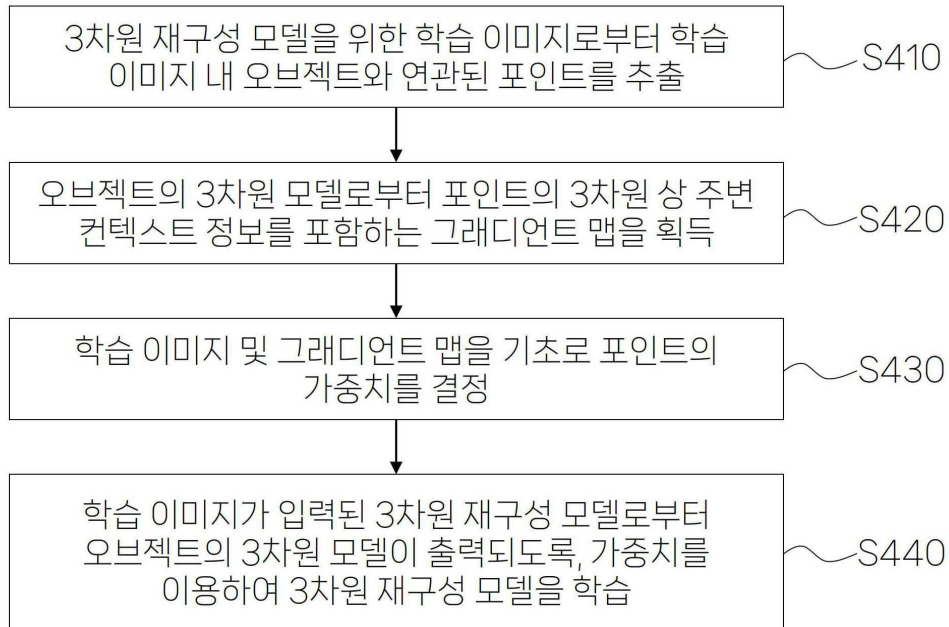 3차원 재구성 모델을 위한 학습 이미지로부터 학습
이미지 내 오브젝트와 연관된 포인트를 추출
S410
오브젝트의 3차원 모델로부터 포인트의 3차원 상 주변
컨텍스트 정보를 포함하는 그래디언트 맵을 획득
S420
학습 이미지 및 그래디언트 맵을 기초로 포인트의
가중치를 결정
S430
학습 이미지가 입력된 3차원 재구성 모델로부터
오브젝트의 3차원 모델이 출력되도록, 가중치를
이용하여 3차원 재구성 모델을 학습
S440